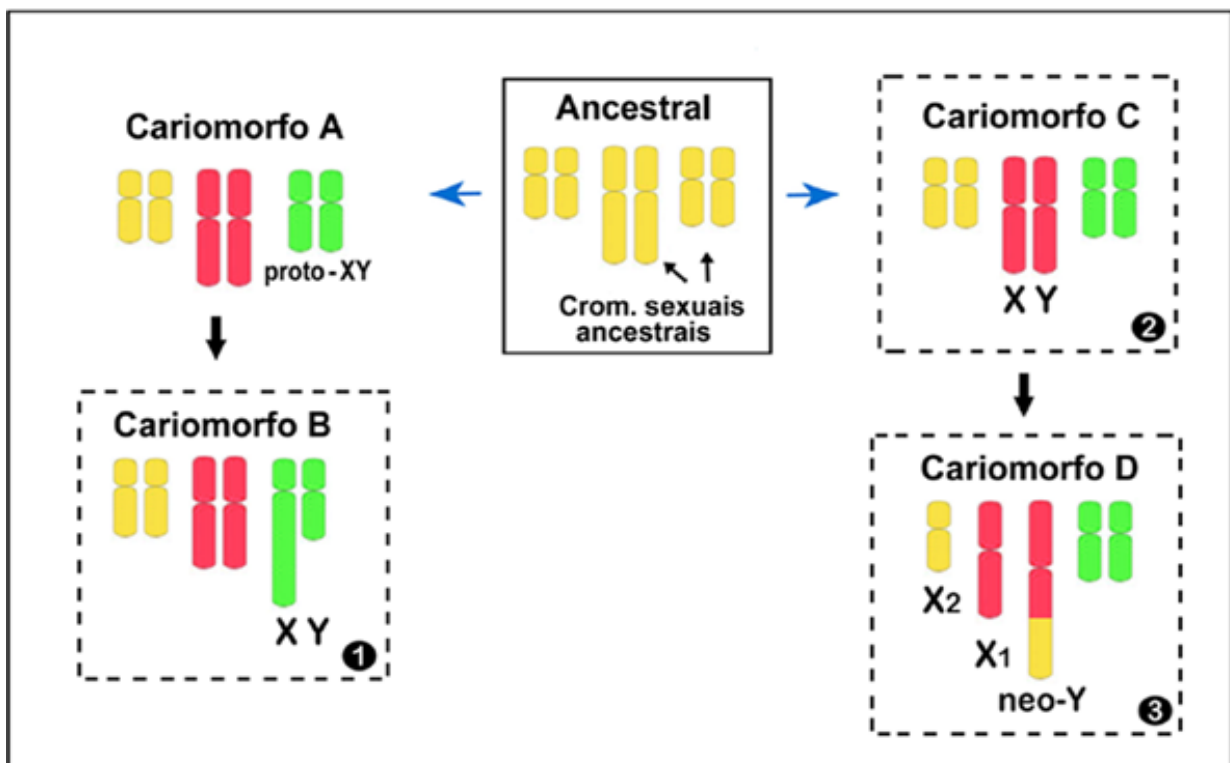 Ancestral
Crom. sexuais
ancestrais
Cariomorfo A
proto-XY
Cariomorfo B
X Y
1
Cariomorfo C
X Y
2
Cariomorfo D
X2
X1
neo-Y
3